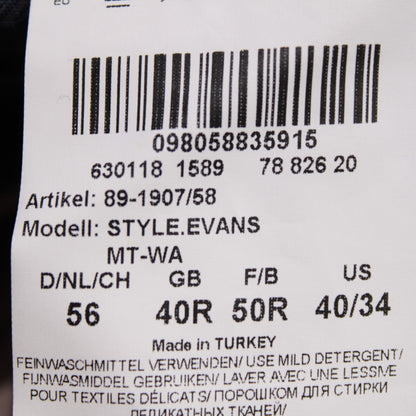 EU
098058835915
630118 1589 78 826 20
Artikel: 89-1907/58
Modell: STYLE.EVANS
MT-WA
D/NL/CH GB F/B US
56 40R 50R 40/34
Made in TURKEY
FEINWASCHMITTEL VERWENDEN/ USE MILD DETERGENT/
FIJNWASMIDDEL GEBRUIKEN/ LAVER AVEC UNE LESSIVE
POUR TEXTILES DÉLICATS/ ПОРОШКОМ ДЛЯ СТИРКИ
ДЕЛИКАТНЫХ ТКАНЕЙ/